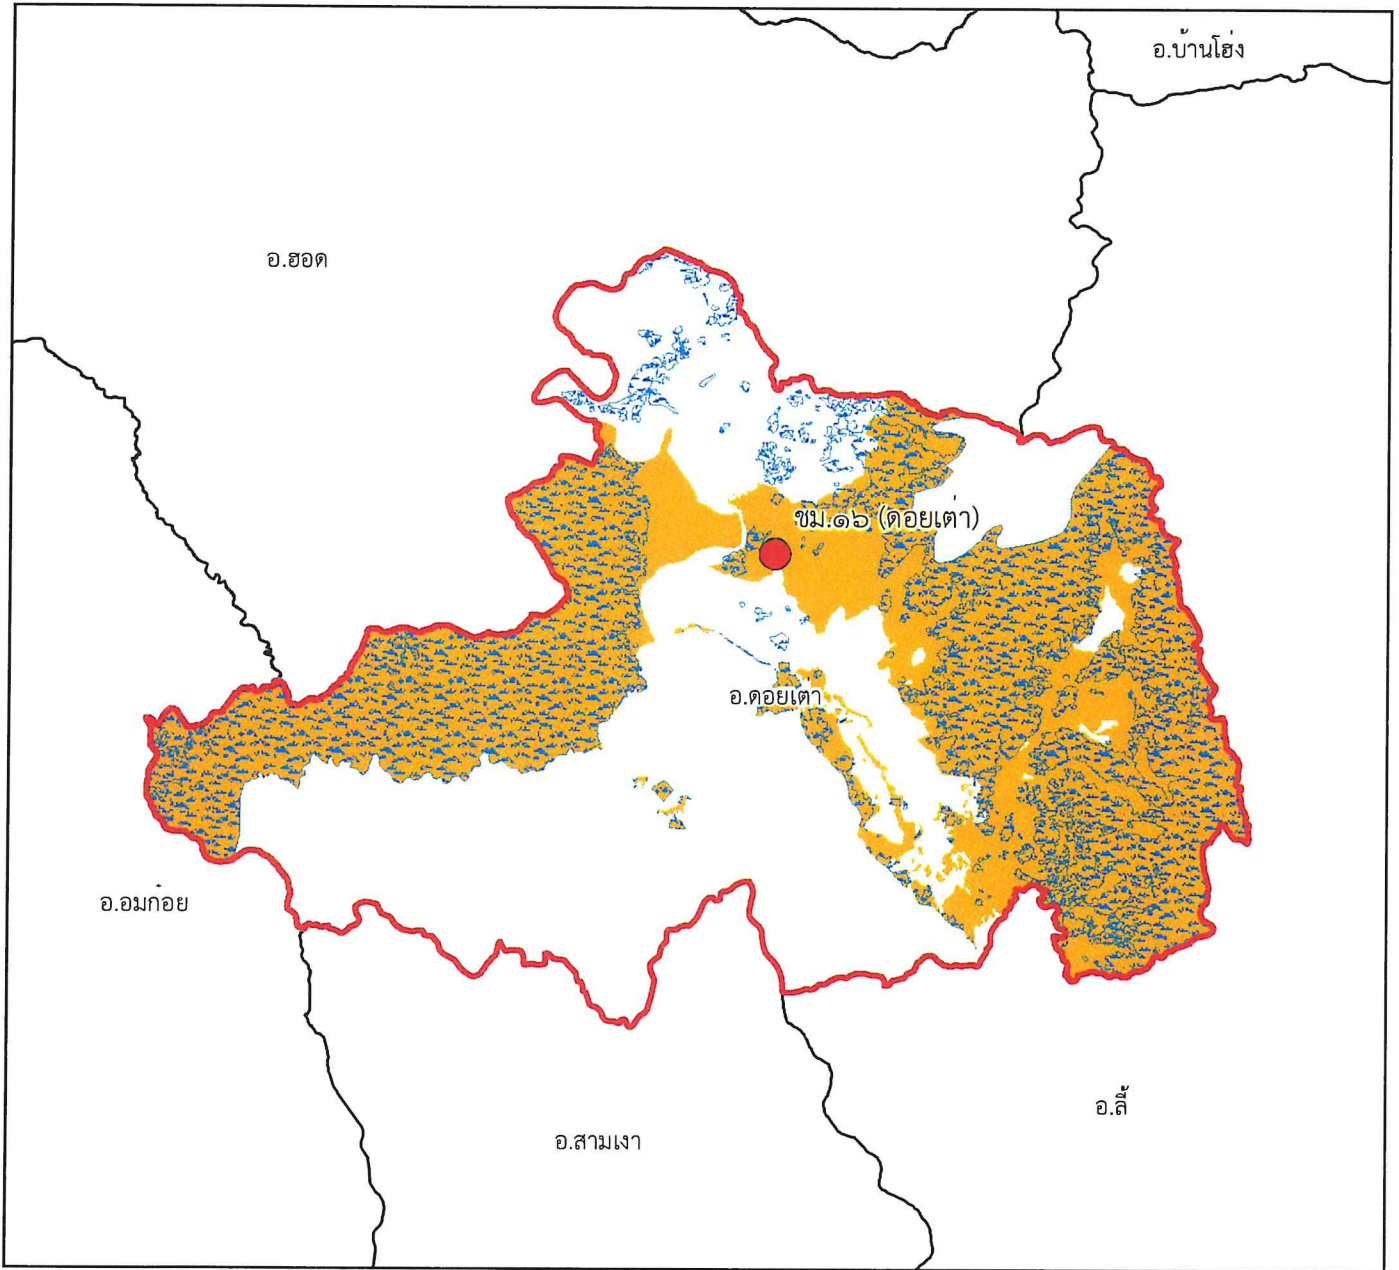 อ.บ้านโฮ่ง
อ.ฮอด
ชม.๑๖ (ดอยเต่า)
อ.ดอยเต่า
อ.อมก๋อย
อ.ลี้
อ.สามเงา